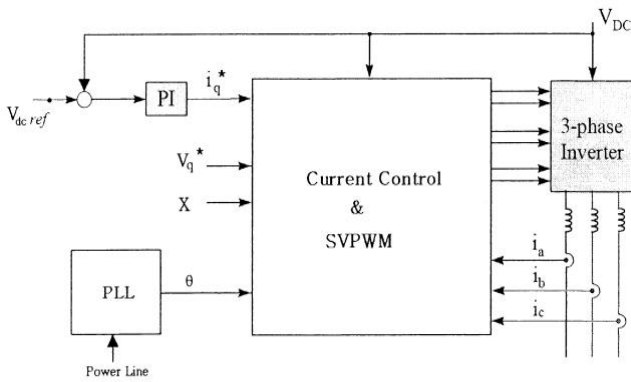 V_DC
V_dc ref
PI
i_q*
3-phase
Inverter
V_q*
X
Current Control
&
SVPWM
PLL
θ
i_a
i_b
i_c
Power Line